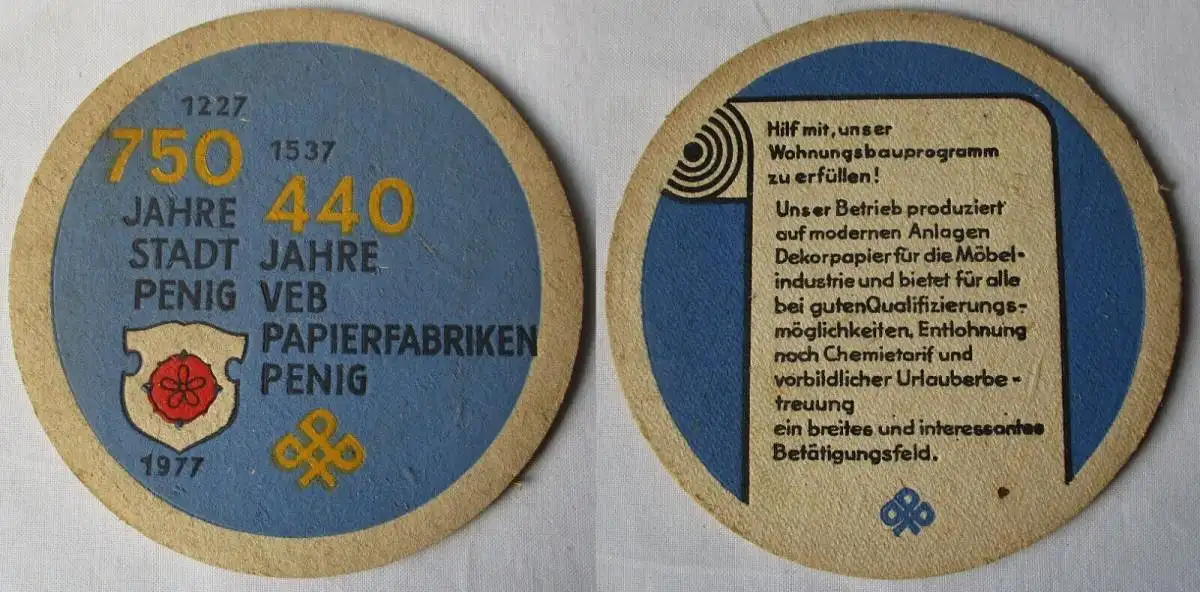 1227
750
JAHRE
STADT
PENIG
1977
1537
440
JAHRE
VEB
PAPIERFABRIKEN
PENIG
Hilf mit, unser
Wohnungsbauprogramm
zu erfüllen!
Unser Betrieb produziert
auf modernen Anlagen
Dekorpapier für die Möbel-
industrie und bietet für alle
bei guten Qualifizierungs-
möglichkeiten, Entlohnung
nach Chemietarif und
vorbildlicher Urlauberbe-
treuung
ein breites und interessantes
Betätigungsfeld.